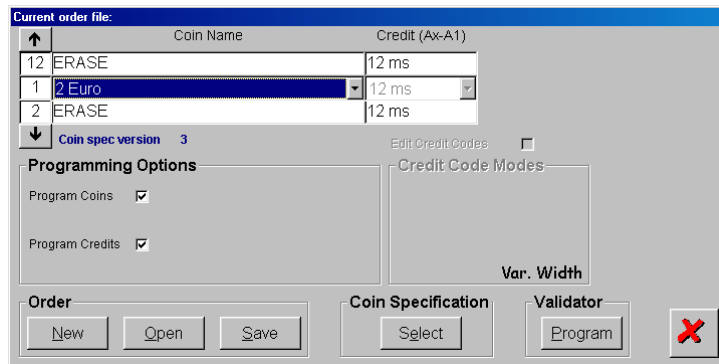 Current order file:
Coin Name Credit (Ax-A1)
12 ERASE 12 ms
1 2 Euro 12 ms
2 ERASE 12 ms
Coin spec version 3 Edit Credit Codes
Programming Options Credit Code Modes
Program Coins
Program Credits
Var. Width
Order Coin Specification Validator
New Open Save Select Program